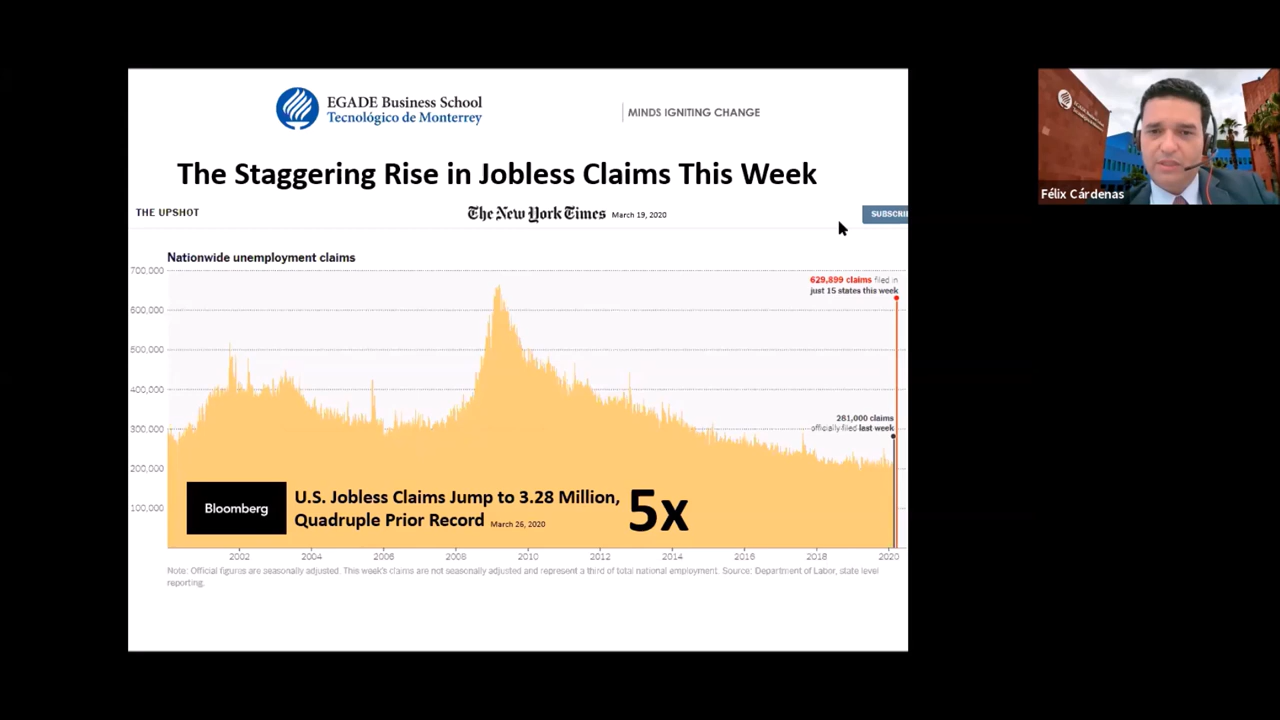 EGADE Business School
Tecnológico de Monterrey
MINDS IGNITING CHANGE
The Staggering Rise in Jobless Claims This Week
THE UPSHOT
The New York Times March 19, 2020
SUBSCRI
Félix Cárdenas
Nationwide unemployment claims
700,000
600,000
500,000
400,000
300,000
200,000
100,000
629,899 claims filed in
just 15 states this week
281,000 claims
officially filed last week
Bloomberg
U.S. Jobless Claims Jump to 3.28 Million,
Quadruple Prior Record March 26, 2020
5x
2002 2004 2006 2008 2010 2012 2014 2016 2018 2020
Note: Official figures are seasonally adjusted. This week's claims are not seasonally adjusted and represent a third of total national employment. Source: Department of Labor, state level
reporting.